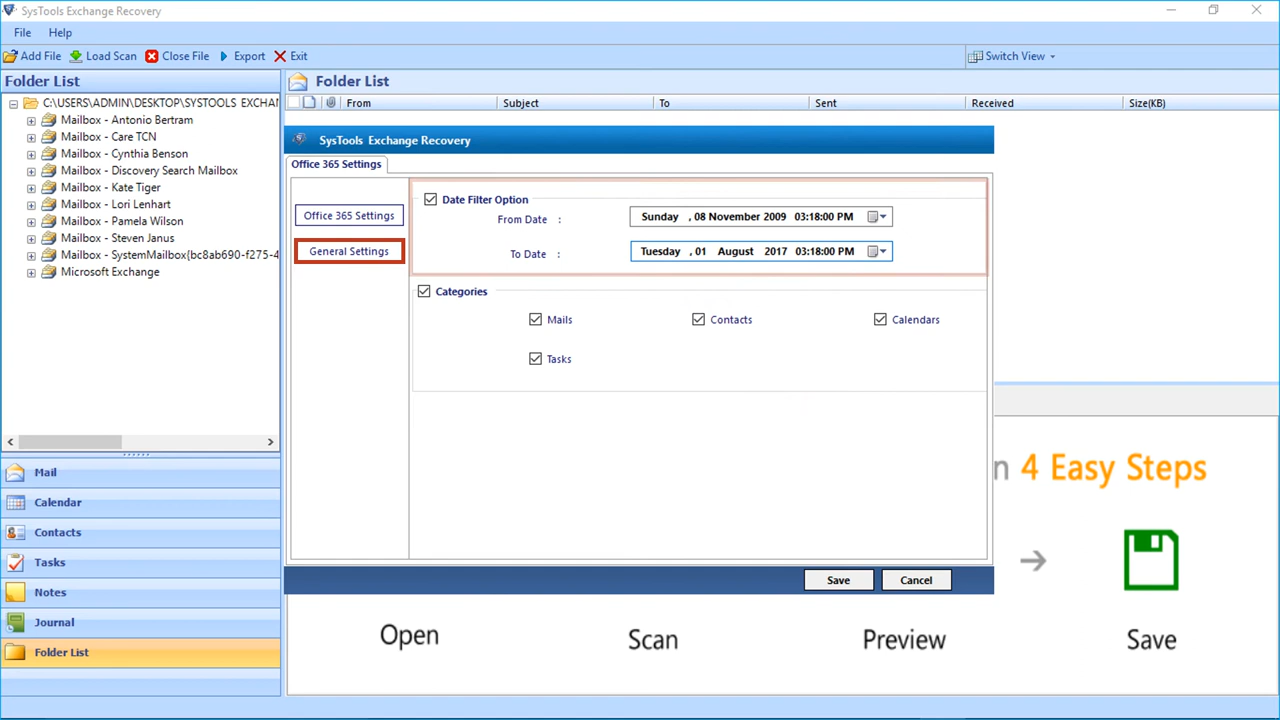 SysTools Exchange Recovery
File Help
Add File Load Scan Close File Export Exit Switch View
Folder List
C:\USERS\ADMIN\DESKTOP\SYSTOOLS EXCHAN
Mailbox - Antonio Bertram
Mailbox - Care TCN
Mailbox - Cynthia Benson
Mailbox - Discovery Search Mailbox
Mailbox - Kate Tiger
Mailbox - Lori Lenhart
Mailbox - Pamela Wilson
Mailbox - Steven Janus
Mailbox - SystemMailbox{bc8ab690-f275-4
Microsoft Exchange
Mail
Calendar
Contacts
Tasks
Notes
Journal
Folder List
Folder List
From Subject To Sent Received Size(KB)
SysTools Exchange Recovery
Office 365 Settings
Office 365 Settings
General Settings
Date Filter Option
From Date : Sunday , 08 November 2009 03:18:00 PM
To Date : Tuesday , 01 August 2017 03:18:00 PM
Categories
Mails Contacts Calendars
Tasks
Save Cancel
n 4 Easy Steps
Open Scan Preview Save